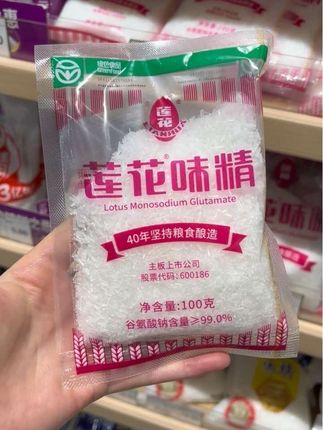 绿色食品
莲
花
LIANHUA
莲花味精
Lotus Monosodium Glutamate
40年坚持粮食酿造
主板上市公司
股票代码:600186
净含量:100克
谷氨酸钠含量≥99.0%